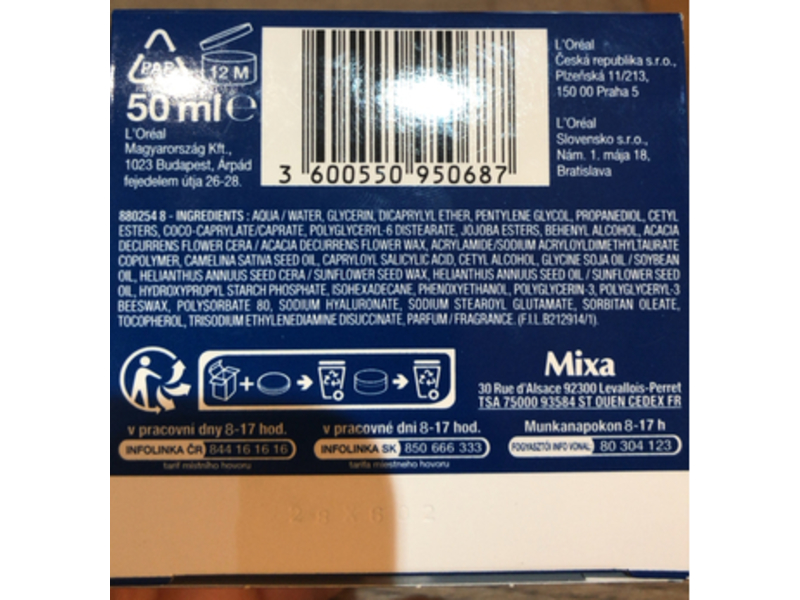 PAP
12 M
50 ml e
L'Oréal
Magyarország Kft.,
1023 Budapest, Árpád
fejedelem útja 26-28.
3 600550 950687
L'Oréal
Česká republika s.r.o.,
Plzeňská 11/213,
150 00 Praha 5
L'Oréal
Slovensko s.r.o.,
Nám. 1. mája 18,
Bratislava
880254 8 - INGREDIENTS : AQUA / WATER, GLYCERIN, DICAPRYLYL ETHER, PENTYLENE GLYCOL, PROPANEDIOL, CETYL
ESTERS, COCO-CAPRYLATE/CAPRATE, POLYGLYCERYL-6 DISTEARATE, JOJOBA ESTERS, BEHENYL ALCOHOL, ACACIA
DECURRENS FLOWER CERA / ACACIA DECURRENS FLOWER WAX, ACRYLAMIDE/SODIUM ACRYLOYLDIMETHYLTAURATE
COPOLYMER, CAMELINA SATIVA SEED OIL, CAPRYLOYL SALICYLIC ACID, CETYL ALCOHOL, GLYCINE SOJA OIL / SOYBEAN
OIL, HELIANTHUS ANNUUS SEED CERA / SUNFLOWER SEED WAX, HELIANTHUS ANNUUS SEED OIL / SUNFLOWER SEED
OIL, HYDROXYPROPYL STARCH PHOSPHATE, ISOHEXADECANE, PHENOXYETHANOL, POLYGLYCERIN-3, POLYGLYCERYL-3
BEESWAX, POLYSORBATE 80, SODIUM HYALURONATE, SODIUM STEAROYL GLUTAMATE, SORBITAN OLEATE,
TOCOPHEROL, TRISODIUM ETHYLENEDIAMINE DISUCCINATE, PARFUM / FRAGRANCE. (F.I.L.B212914/1).
Mixa
30 Rue d'Alsace 92300 Levallois-Perret
TSA 75000 93584 ST OUEN CEDEX FR
v pracovní dny 8-17 hod.
INFOLINKA ČR 844 16 16 16
tarif místního hovoru
v pracovné dni 8-17 hod.
INFOLINKA SK 850 666 333
tarifa miestneho hovoru
Munkanapokon 8-17 h
FOGYASZTÓI INFO VONAL: 80 304 123